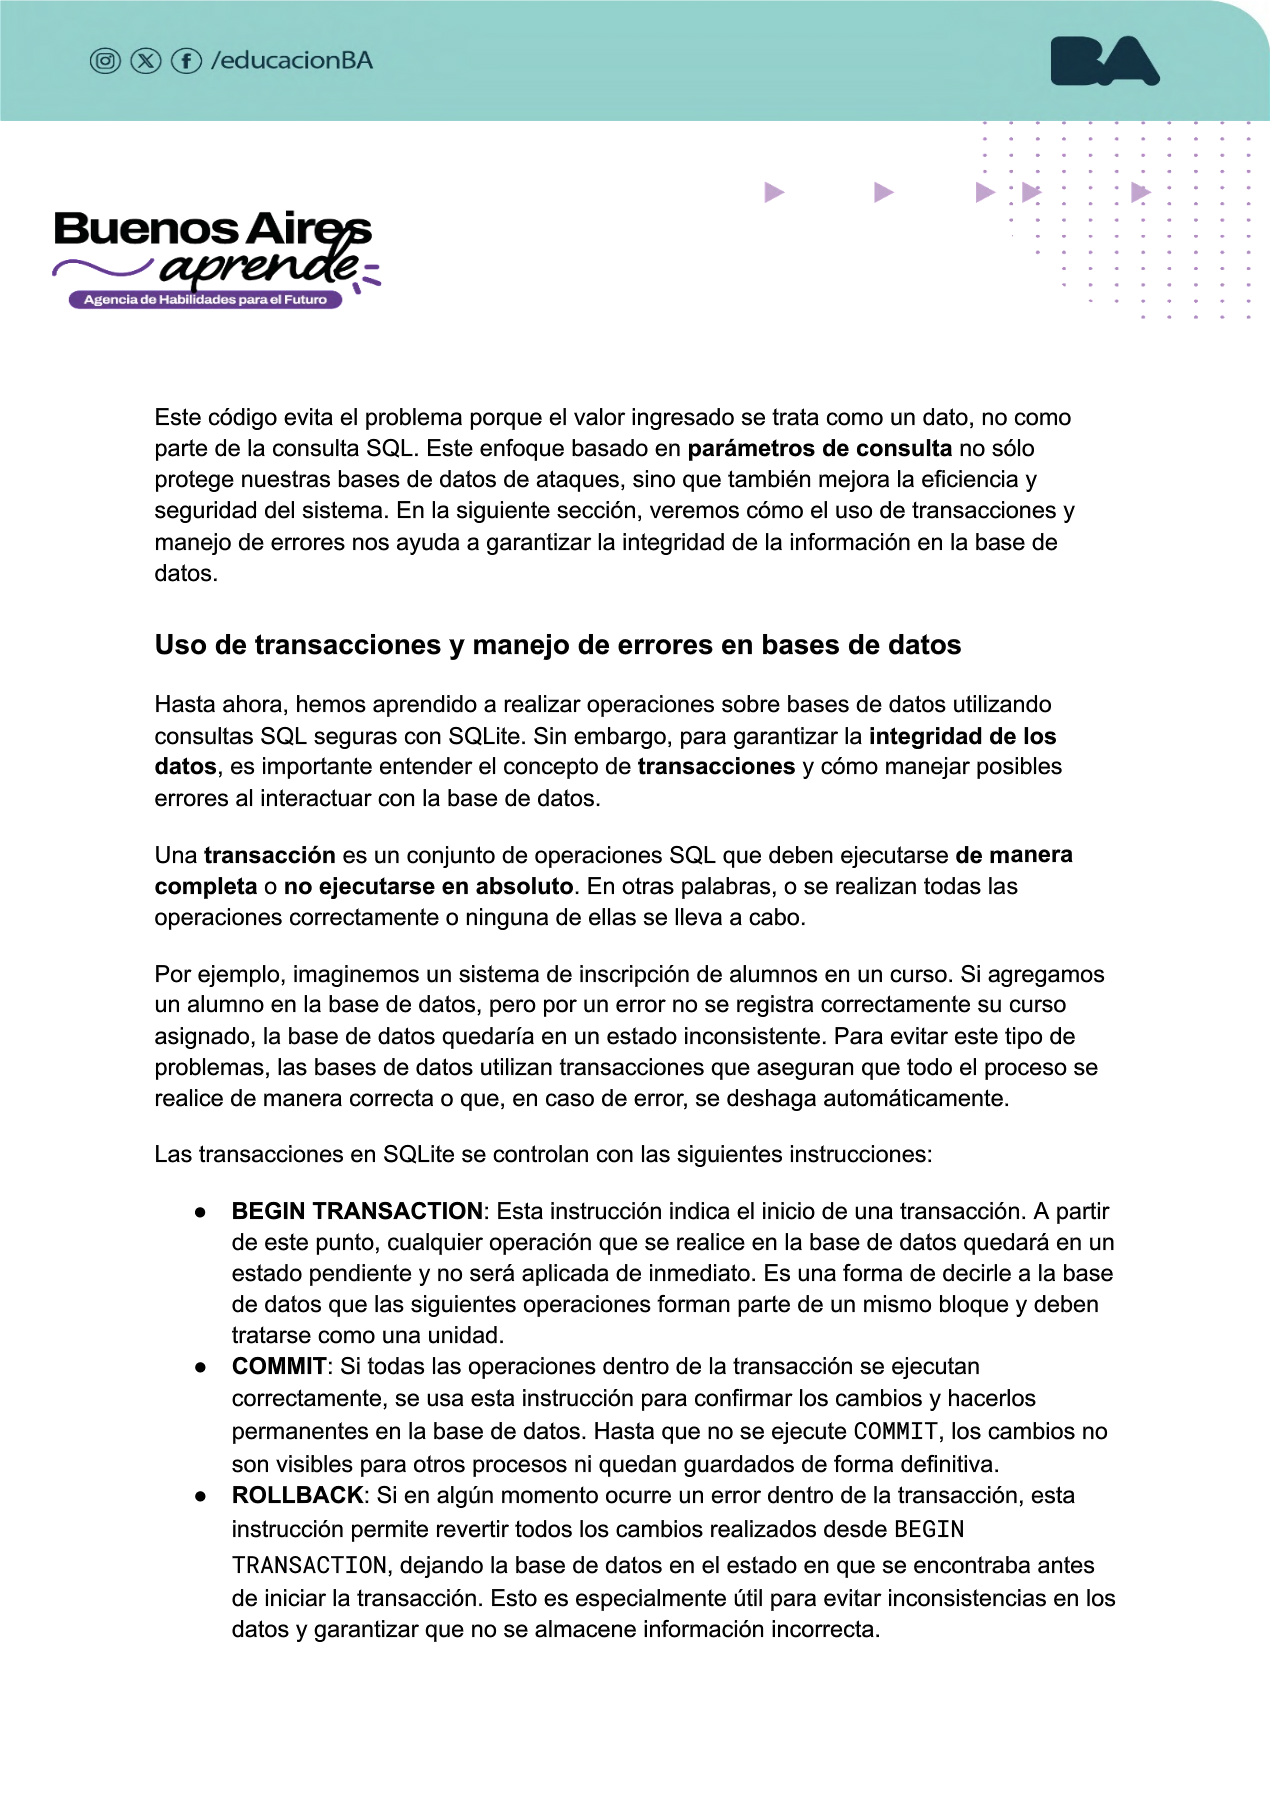 /educacionBA
BA
Buenos Aires
aprende
Agencia de Habilidades para el Futuro
Este código evita el problema porque el valor ingresado se trata como un dato, no como
parte de la consulta SQL. Este enfoque basado en parámetros de consulta no sólo
protege nuestras bases de datos de ataques, sino que también mejora la eficiencia y
seguridad del sistema. En la siguiente sección, veremos cómo el uso de transacciones y
manejo de errores nos ayuda a garantizar la integridad de la información en la base de
datos.
Uso de transacciones y manejo de errores en bases de datos
Hasta ahora, hemos aprendido a realizar operaciones sobre bases de datos utilizando
consultas SQL seguras con SQLite. Sin embargo, para garantizar la integridad de los
datos, es importante entender el concepto de transacciones y cómo manejar posibles
errores al interactuar con la base de datos.
Una transacción es un conjunto de operaciones SQL que deben ejecutarse de manera
completa o no ejecutarse en absoluto. En otras palabras, o se realizan todas las
operaciones correctamente o ninguna de ellas se lleva a cabo.
Por ejemplo, imaginemos un sistema de inscripción de alumnos en un curso. Si agregamos
un alumno en la base de datos, pero por un error no se registra correctamente su curso
asignado, la base de datos quedaría en un estado inconsistente. Para evitar este tipo de
problemas, las bases de datos utilizan transacciones que aseguran que todo el proceso se
realice de manera correcta o que, en caso de error, se deshaga automáticamente.
Las transacciones en SQLite se controlan con las siguientes instrucciones:
● BEGIN TRANSACTION: Esta instrucción indica el inicio de una transacción. A partir
de este punto, cualquier operación que se realice en la base de datos quedará en un
estado pendiente y no será aplicada de inmediato. Es una forma de decirle a la base
de datos que las siguientes operaciones forman parte de un mismo bloque y deben
tratarse como una unidad.
● COMMIT: Si todas las operaciones dentro de la transacción se ejecutan
correctamente, se usa esta instrucción para confirmar los cambios y hacerlos
permanentes en la base de datos. Hasta que no se ejecute COMMIT, los cambios no
son visibles para otros procesos ni quedan guardados de forma definitiva.
● ROLLBACK: Si en algún momento ocurre un error dentro de la transacción, esta
instrucción permite revertir todos los cambios realizados desde BEGIN
TRANSACTION, dejando la base de datos en el estado en que se encontraba antes
de iniciar la transacción. Esto es especialmente útil para evitar inconsistencias en los
datos y garantizar que no se almacene información incorrecta.